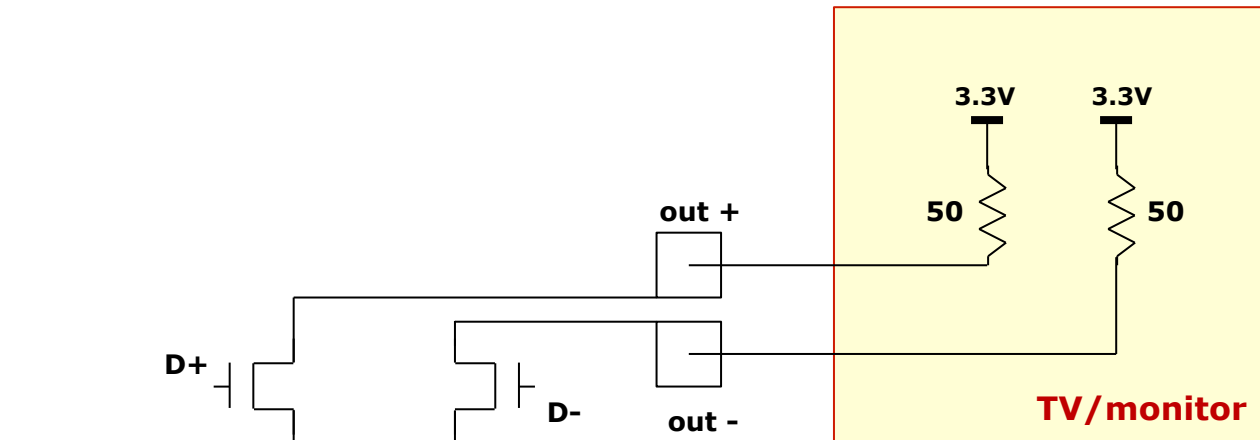 3.3V 3.3V
out +
50 50
D+
D-
out -
TV/monitor